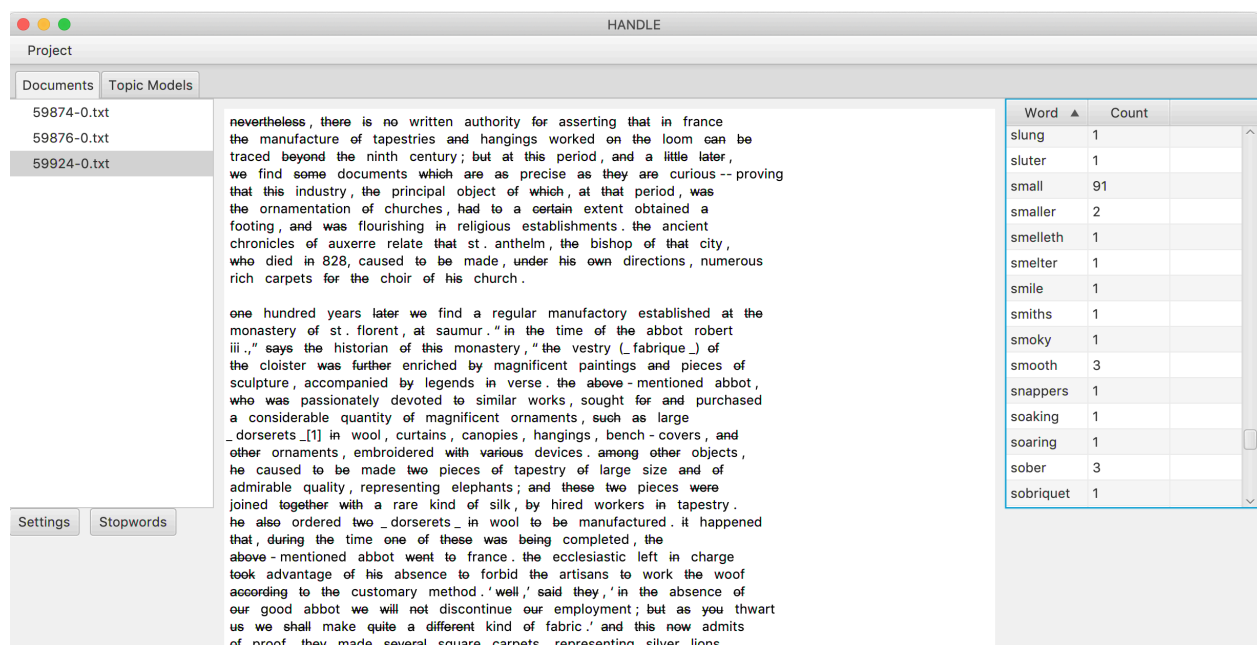 HANDLE
Project
Documents
Topic Models
59874-0.txt
59876-0.txt
59924-0.txt
Settings
Stopwords
nevertheless , there is no written authority for asserting that in france
the manufacture of tapestries and hangings worked on the loom can be
traced beyond the ninth century ; but at this period , and a little later ,
we find some documents which are as precise as they are curious -- proving
that this industry , the principal object of which , at that period , was
the ornamentation of churches , had to a certain extent obtained a
footing , and was flourishing in religious establishments . the ancient
chronicles of auxerre relate that st . anthelm , the bishop of that city ,
who died in 828, caused to be made , under his own directions , numerous
rich carpets for the choir of his church .
one hundred years later we find a regular manufactory established at the
monastery of st . florent , at saumur . “ in the time of the abbot robert
iii .,” says the historian of this monastery , “ the vestry (_ fabrique _) of
the cloister was further enriched by magnificent paintings and pieces of
sculpture , accompanied by legends in verse . the above - mentioned abbot ,
who was passionately devoted to similar works , sought for and purchased
a considerable quantity of magnificent ornaments , such as large
_ dorserets _[1] in wool , curtains , canopies , hangings , bench - covers , and
other ornaments , embroidered with various devices . among other objects ,
he caused to be made two pieces of tapestry of large size and of
admirable quality , representing elephants ; and these two pieces were
joined together with a rare kind of silk , by hired workers in tapestry .
he also ordered two _ dorserets _ in wool to be manufactured . it happened
that , during the time one of these was being completed , the
above - mentioned abbot went to france . the ecclesiastic left in charge
took advantage of his absence to forbid the artisans to work the woof
according to the customary method . ‘ well ,’ said they , ‘ in the absence of
our good abbot we will not discontinue our employment ; but as you thwart
us we shall make quite a different kind of fabric .’ and this now admits
of proof . they made several square carpets , representing silver lions
Word Count
slung 1
sluter 1
small 91
smaller 2
smelleth 1
smelter 1
smile 1
smiths 1
smoky 1
smooth 3
snappers 1
soaking 1
soaring 1
sober 3
sobriquet 1